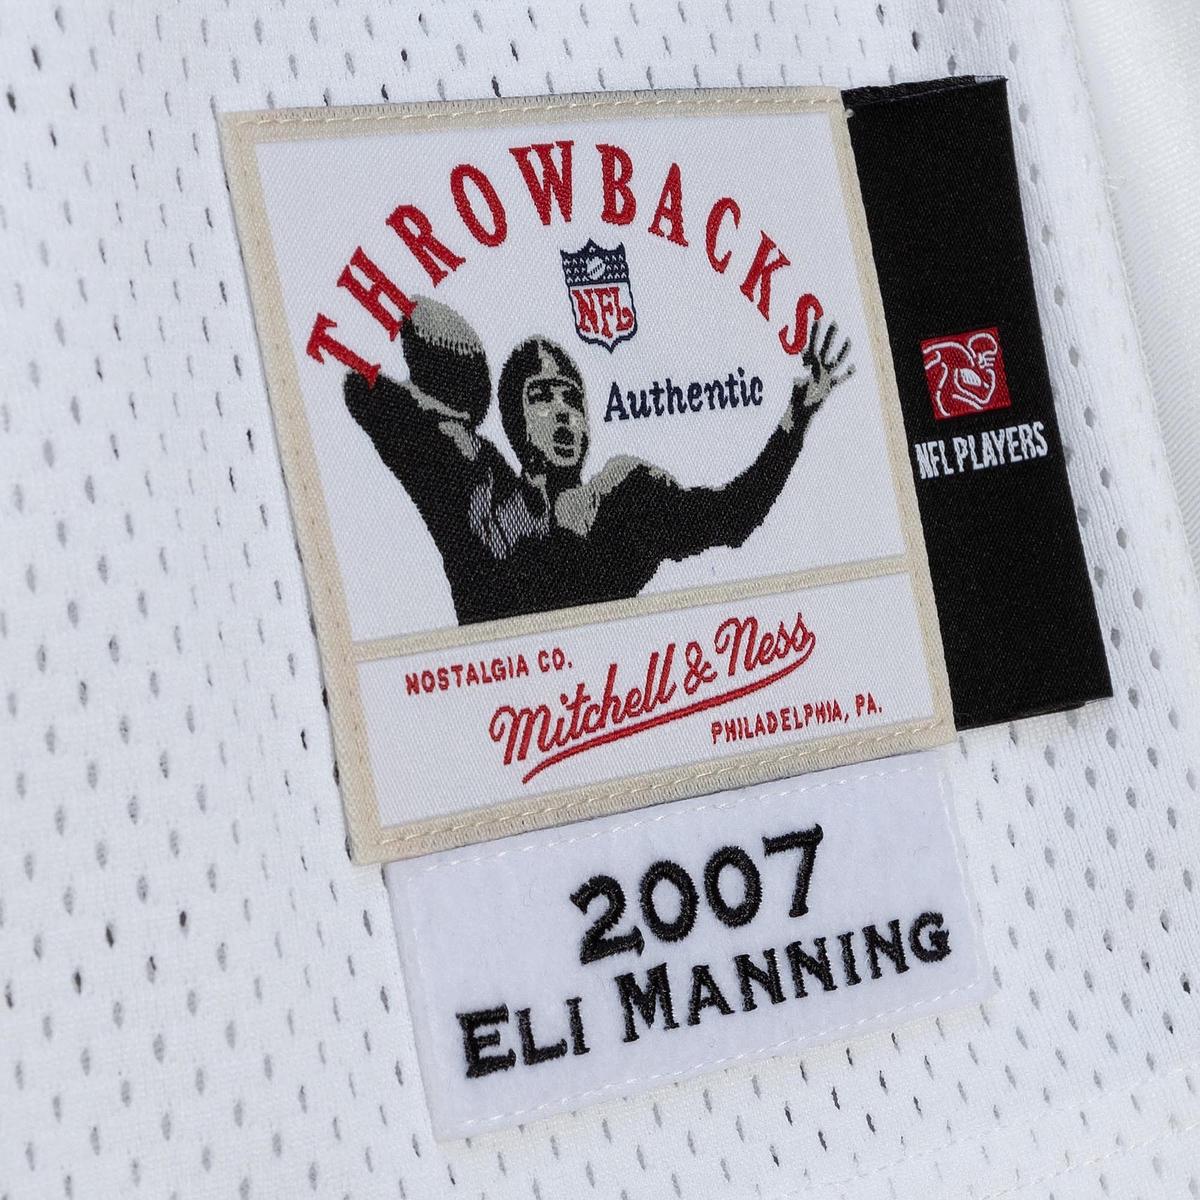 THROWBACKS
NFL
Authentic
NOSTALGIA CO.
Mitchell & Ness
PHILADELPHIA, PA.
NFL PLAYERS
2007
ELI MANNING